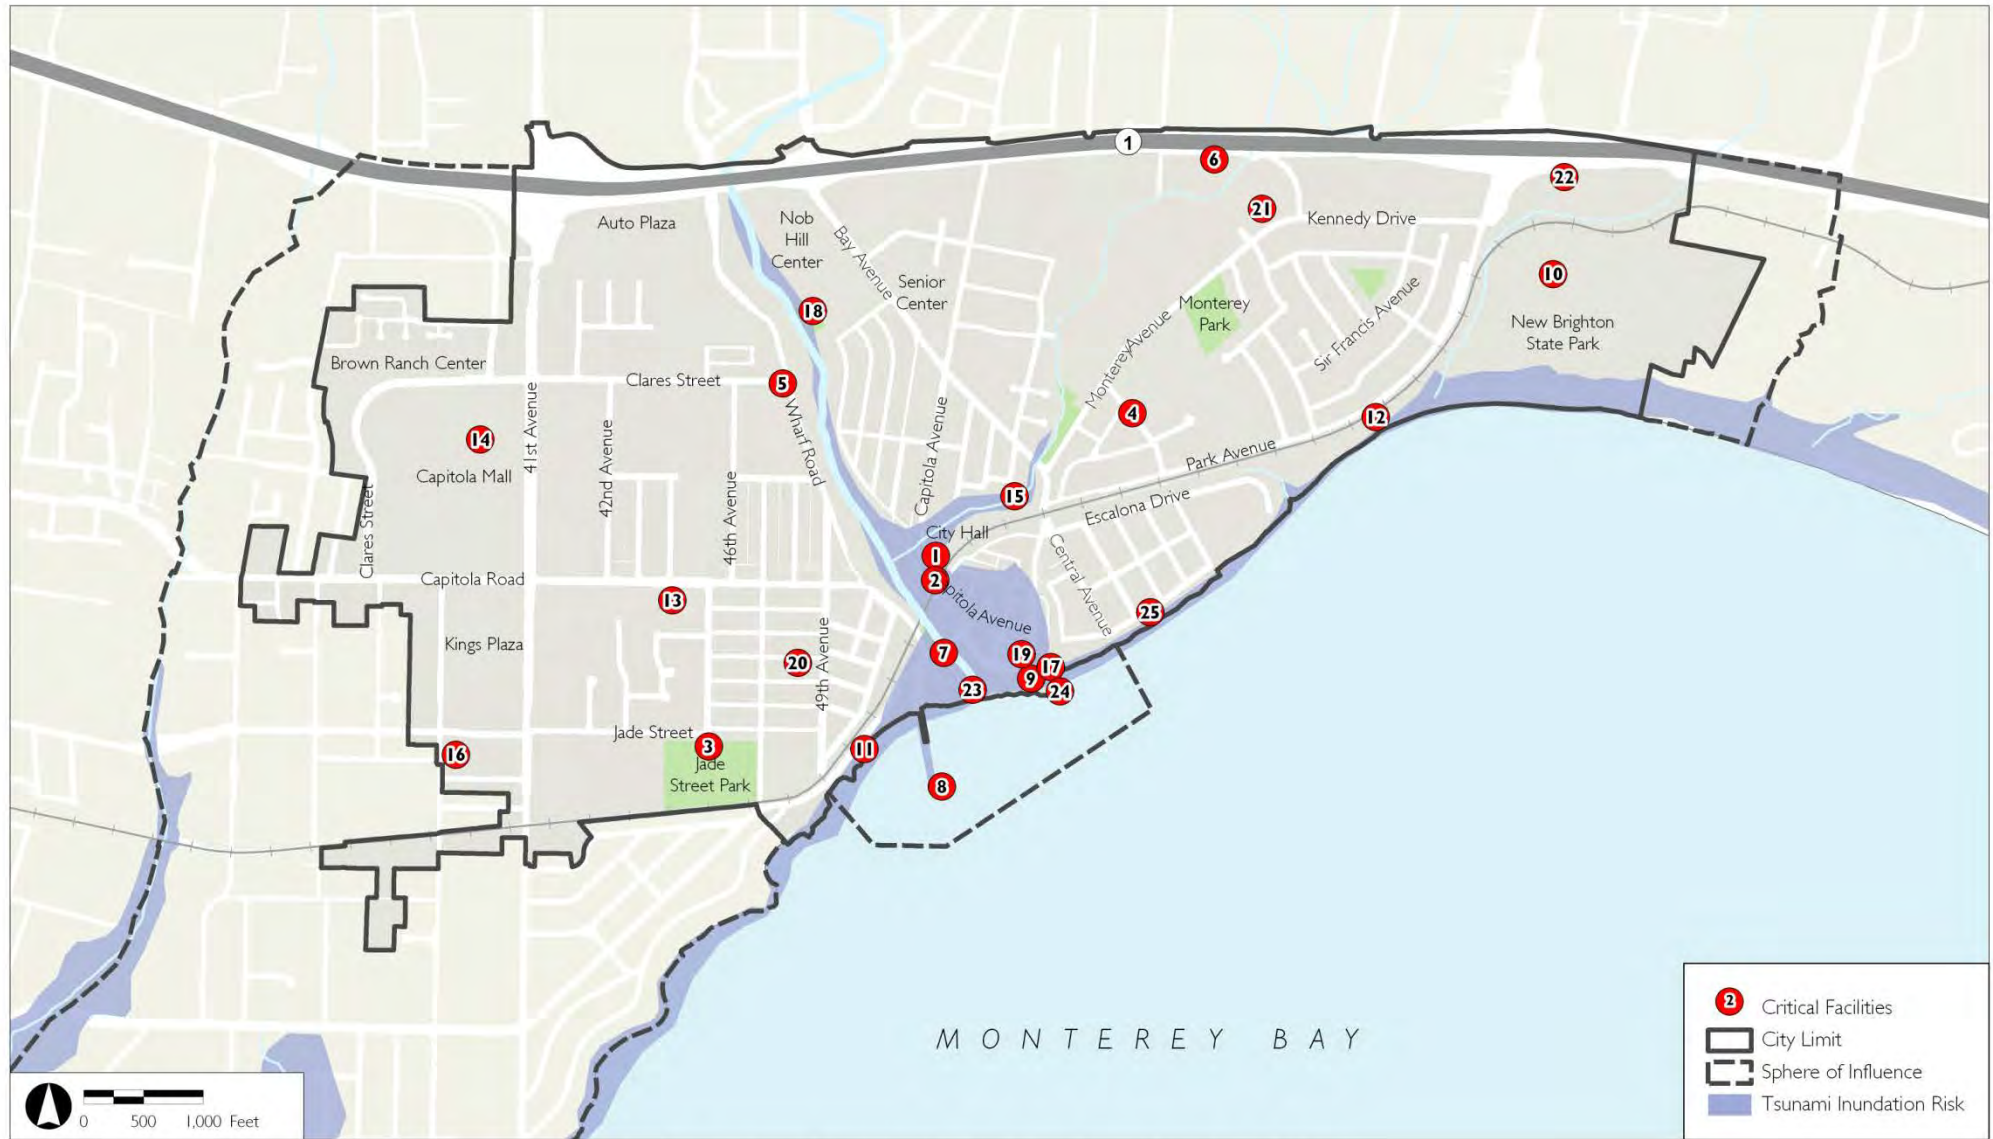 1
6
22
21
Kennedy Drive
Auto Plaza
Nob
Hill
Center
Bay Avenue
Senior
Center
18
10
New Brighton
State Park
Monterey
Park
Sir Francis Avenue
Monterey Avenue
Brown Ranch Center
Clares Street
5
Wharf Road
4
12
14
Capitola Mall
41st Avenue
42nd Avenue
46th Avenue
Capitola Avenue
Park Avenue
Escalona Drive
15
Clares Street
City Hall
1
2
Capitola Avenue
Central Avenue
Capitola Road
13
25
Kings Plaza
20
49th Avenue
7
19
17
9
23
24
Jade Street
3
Jade
Street Park
16
11
8
MONTEREY BAY
2 Critical Facilities
City Limit
Sphere of Influence
Tsunami Inundation Risk
0 500 1,000 Feet